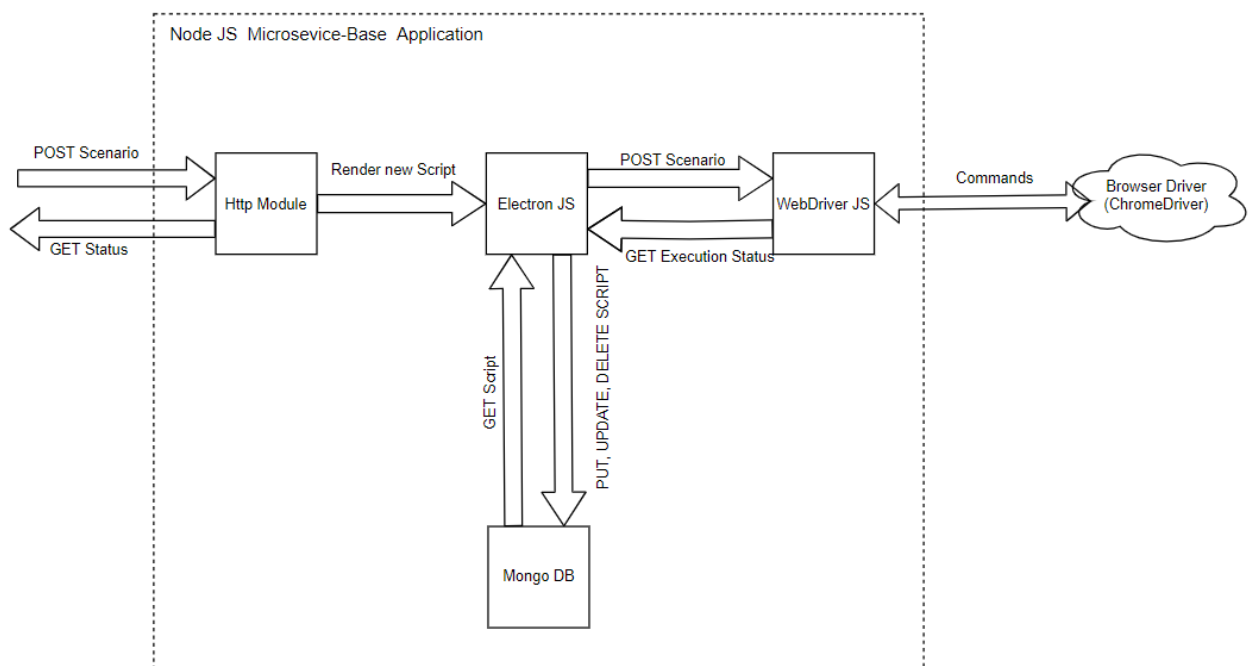 Node JS Microsevice-Base Application
POST Scenario
Render new Script
POST Scenario
Commands
Http Module
Electron JS
WebDriver JS
Browser Driver
(ChromeDriver)
GET Status
GET Execution Status
GET Script
PUT, UPDATE, DELETE SCRIPT
Mongo DB